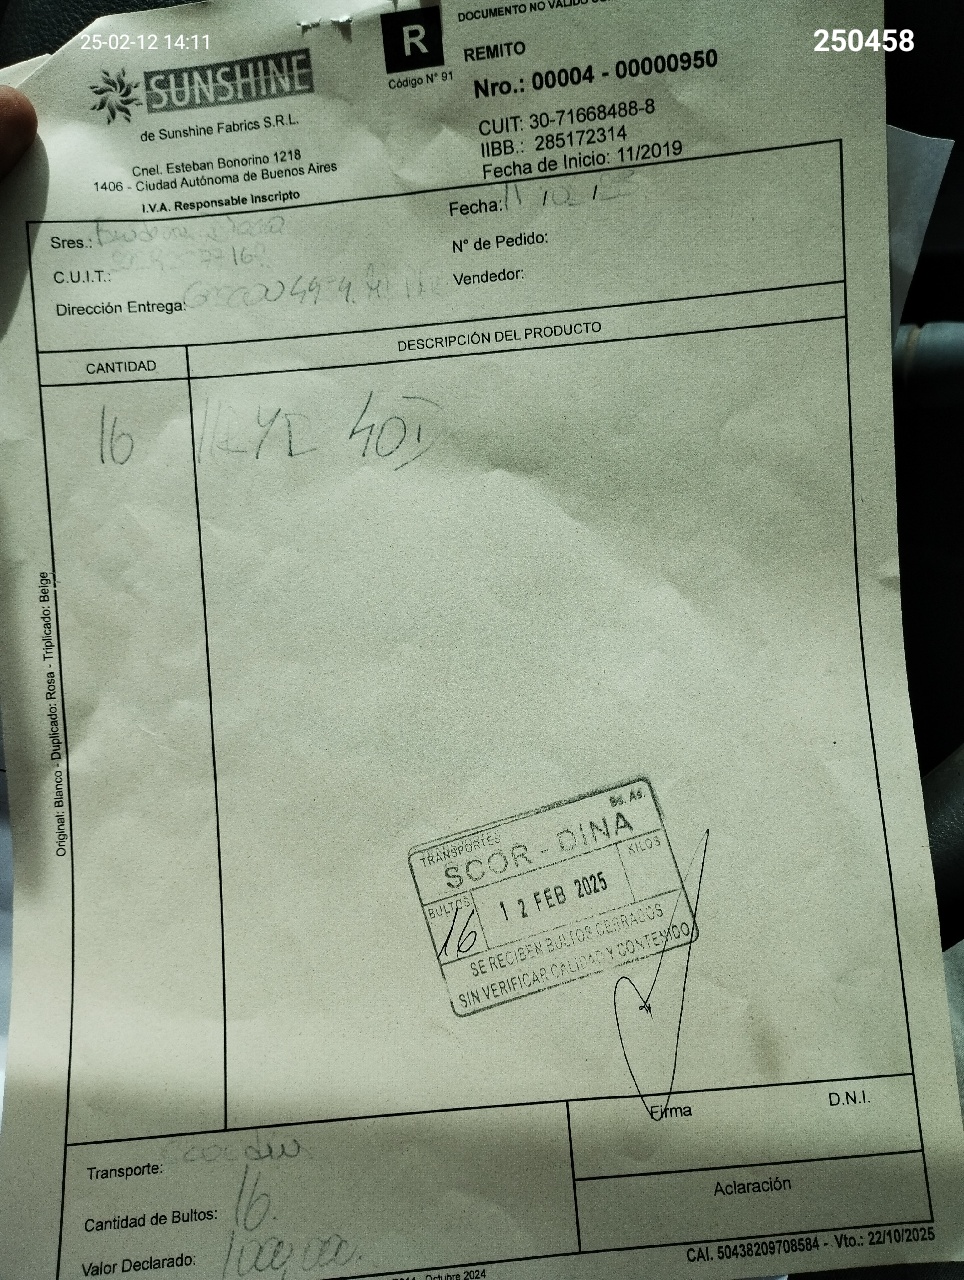 25-02-12 14:11
250458
DOCUMENTO NO VÁLIDO
R
Código N° 91
REMITO
Nro.: 00004 - 00000950
SUNSHINE
de Sunshine Fabrics S.R.L.
CUIT: 30-71668488-8
IIBB.: 285172314
Fecha de Inicio: 11/2019
Cnel. Esteban Bonorino 1218
1406 - Ciudad Autónoma de Buenos Aires
I.V.A. Responsable Inscripto
Fecha:
Sres.:
N° de Pedido:
C.U.I.T.:
Vendedor:
Dirección Entrega:
CANTIDAD
DESCRIPCIÓN DEL PRODUCTO
16
Original: Blanco - Duplicado: Rosa - Triplicado: Beige
TRANSPORTES Bs. As.
SCOR - DINA
BULTOS 16 12 FEB 2025 KILOS
SE RECIBEN BULTOS CERRADOS
SIN VERIFICAR CALIDAD Y CONTENIDO
Firma
D.N.I.
Transporte:
Aclaración
Cantidad de Bultos: 16
Valor Declarado:
CAI. 50438209708584 - Vto.: 22/10/2025
Octubre 2024